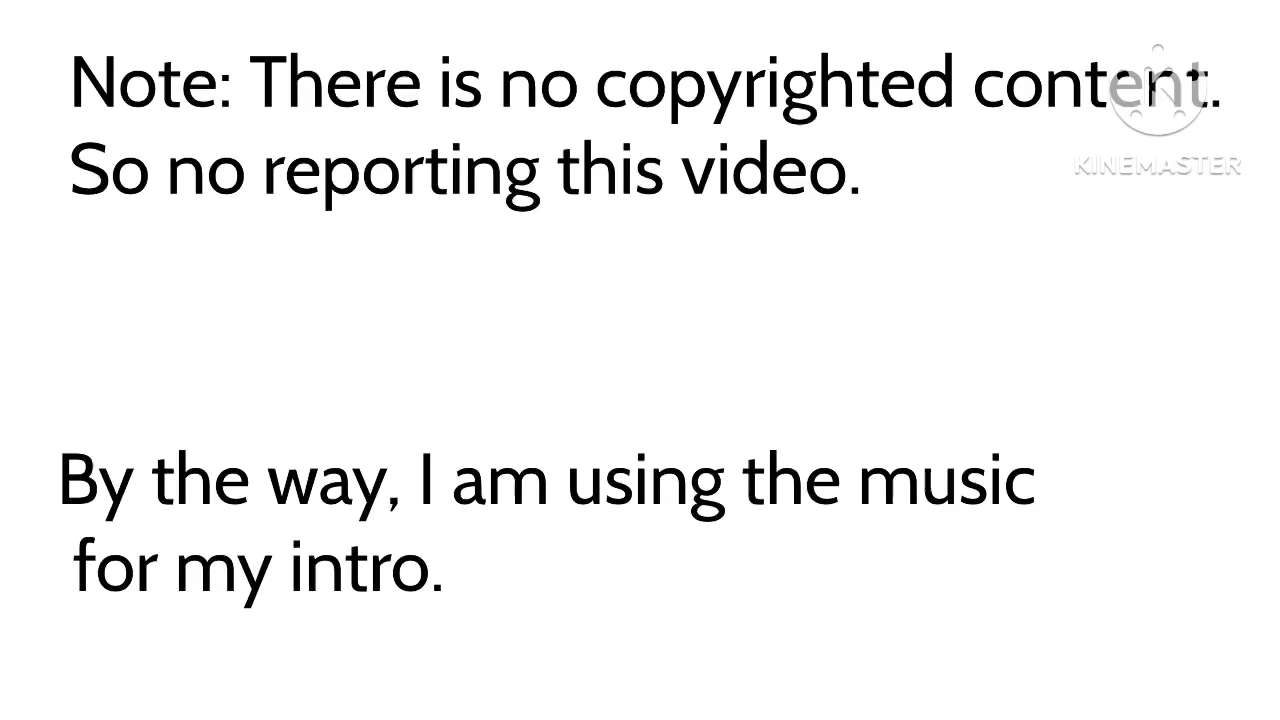 Note: There is no copyrighted content.
So no reporting this video.
KINEMASTER
By the way, I am using the music
for my intro.